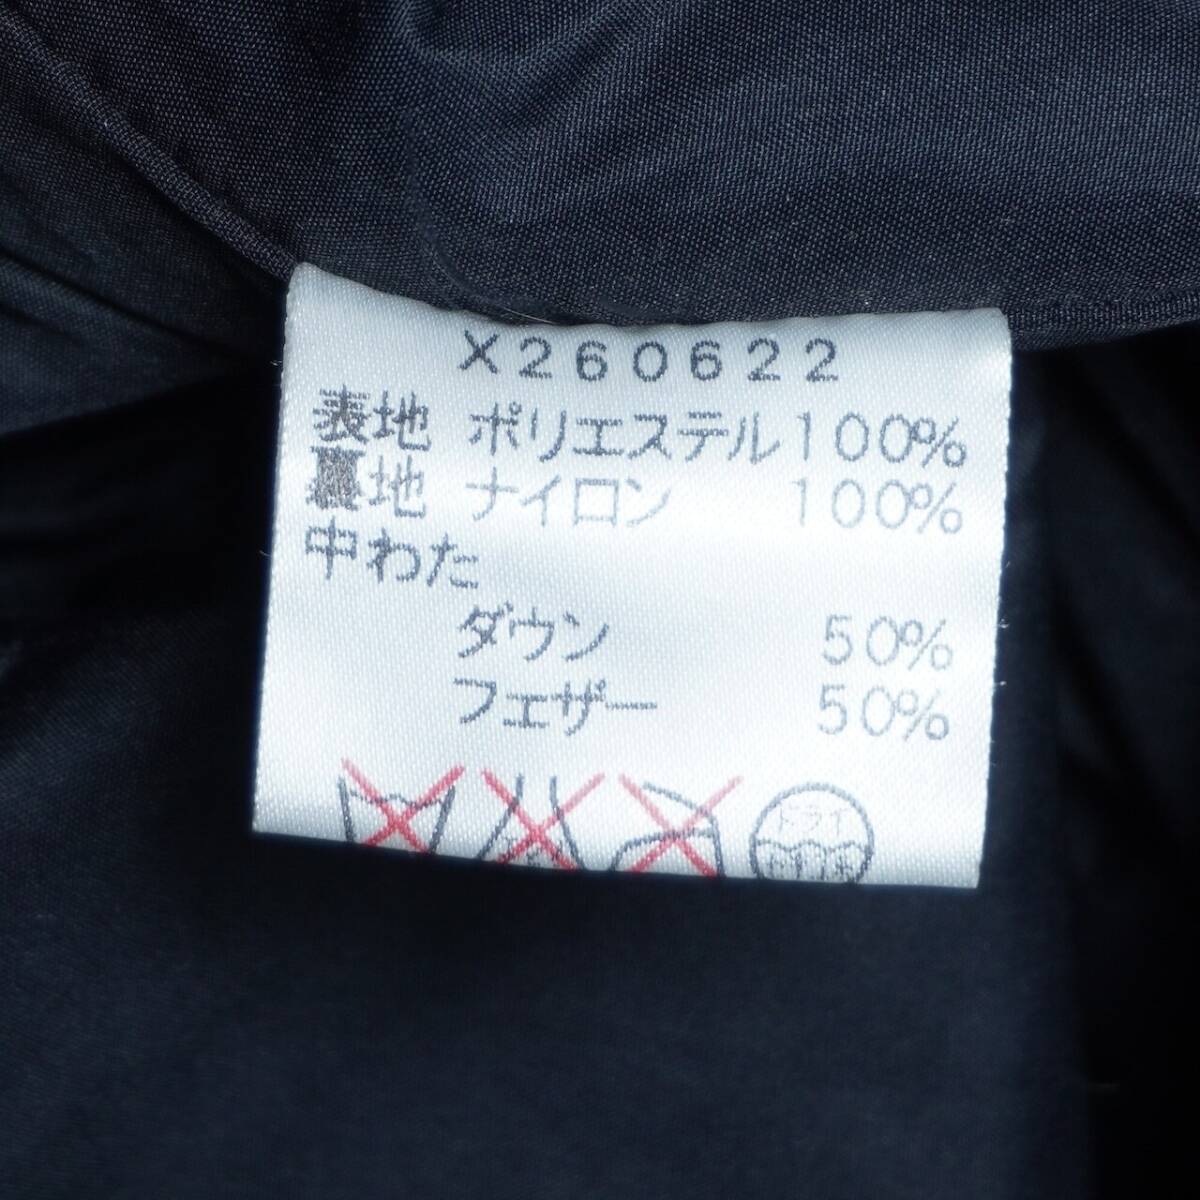 X260622
表地 ポリエステル100%
裏地 ナイロン 100%
中わた
ダウン 50%
フェザー 50%
ドライ